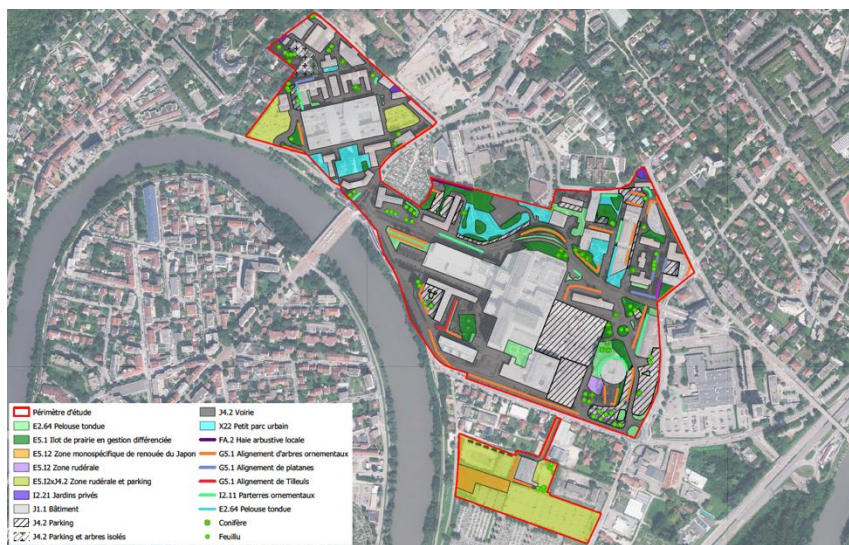 Périmètre d'étude
E2.64 Pelouse tondue
E5.1 Ilot de prairie en gestion différenciée
E5.12 Zone monospécifique de renouée du Japon
E5.I2 Zone rudérale
E5.I2xJ4.2 Zone rudérale et parking
I2.21 Jardins privés
J1.1 Bâtiment
J4.2 Parking
J4.2 Parking et arbres isolés
J4.2 Voirie
X22 Petit parc urbain
FA.2 Haie arbustive locale
G5.1 Alignement d'arbres ornementaux
G5.1 Alignement de platanes
G5.1 Alignement de Tilleuls
I2.11 Parterres ornementaux
E2.64 Pelouse tondue
Conifère
Feuillu